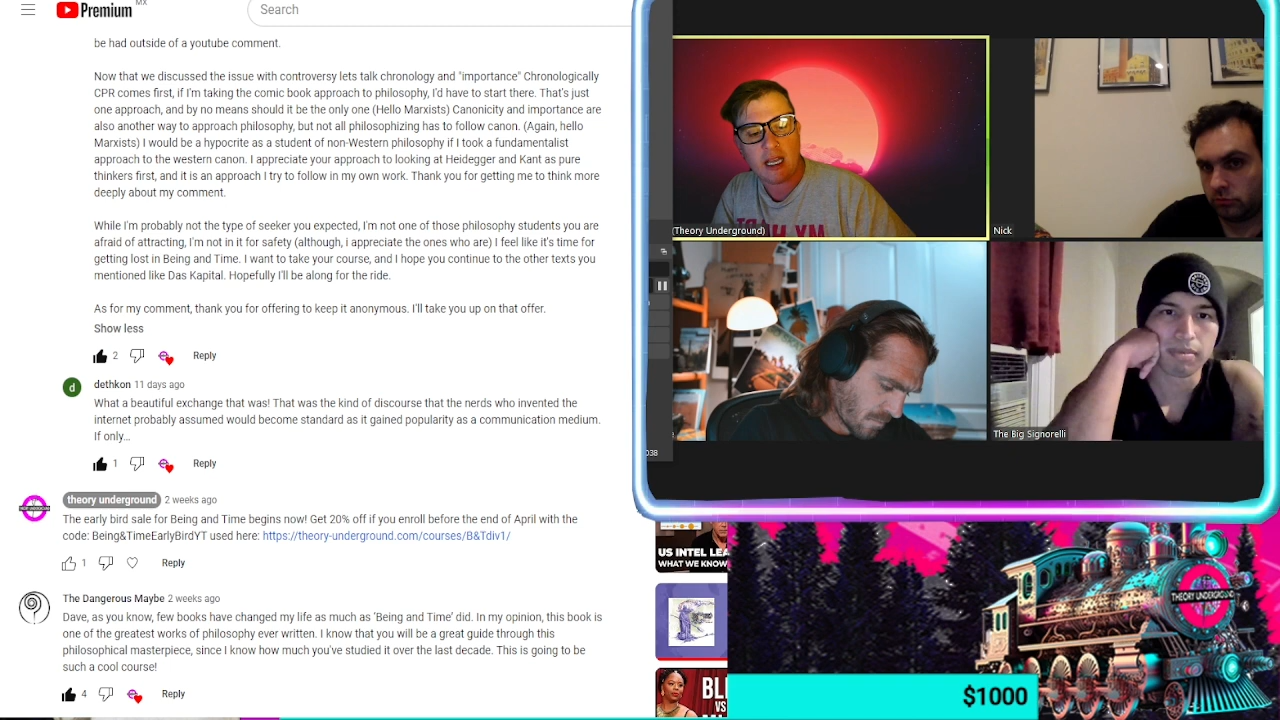 Premium
MX
Search
be had outside of a youtube comment.
Now that we discussed the issue with controversy lets talk chronology and "importance" Chronologically
CPR comes first, if I'm taking the comic book approach to philosophy, I'd have to start there. That's just
one approach, and by no means should it be the only one (Hello Marxists) Canonicity and importance are
also another way to approach philosophy, but not all philosophizing has to follow canon. (Again, hello
Marxists) I would be a hypocrite as a student of non-Western philosophy if I took a fundamentalist
approach to the western canon. I appreciate your approach to looking at Heidegger and Kant as pure
thinkers first, and it is an approach I try to follow in my own work. Thank you for getting me to think more
deeply about my comment.
While I'm probably not the type of seeker you expected, I'm not one of those philosophy students you are
afraid of attracting, I'm not in it for safety (although, i appreciate the ones who are) I feel like it's time for
getting lost in Being and Time. I want to take your course, and I hope you continue to the other texts you
mentioned like Das Kapital. Hopefully I'll be along for the ride.
As for my comment, thank you for offering to keep it anonymous. I'll take you up on that offer.
Show less
2
Reply
d
dethkon 11 days ago
What a beautiful exchange that was! That was the kind of discourse that the nerds who invented the
internet probably assumed would become standard as it gained popularity as a communication medium.
If only…
1
Reply
theory underground 2 weeks ago
The early bird sale for Being and Time begins now! Get 20% off if you enroll before the end of April with the
code: Being&TimeEarlyBirdYT used here: https://theory-underground.com/courses/B&Tdiv1/
1
Reply
The Dangerous Maybe 2 weeks ago
Dave, as you know, few books have changed my life as much as 'Being and Time' did. In my opinion, this book is
one of the greatest works of philosophy ever written. I know that you will be a great guide through this
philosophical masterpiece, since I know how much you've studied it over the last decade. This is going to be
such a cool course!
4
Reply
(Theory Underground)
Nick
The Big Signorelli
038
US INTEL LEA
WHAT WE KNOW
BL
VS
THEORY UNDERGROUND
$1000